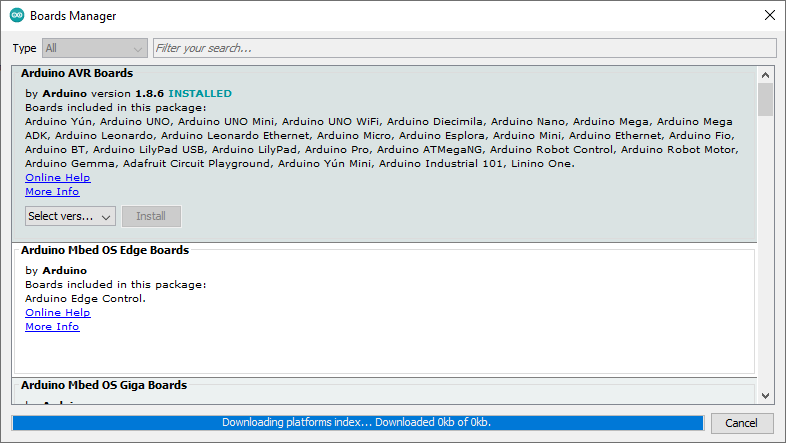 Boards Manager
Type All Filter your search...
Arduino AVR Boards
by Arduino version 1.8.6 INSTALLED
Boards included in this package:
Arduino Yún, Arduino UNO, Arduino UNO Mini, Arduino UNO WiFi, Arduino Diecimila, Arduino Nano, Arduino Mega, Arduino Mega
ADK, Arduino Leonardo, Arduino Leonardo Ethernet, Arduino Micro, Arduino Esplora, Arduino Mini, Arduino Ethernet, Arduino Fio,
Arduino BT, Arduino LilyPad USB, Arduino LilyPad, Arduino Pro, Arduino ATMegaNG, Arduino Robot Control, Arduino Robot Motor,
Arduino Gemma, Adafruit Circuit Playground, Arduino Yún Mini, Arduino Industrial 101, Linino One.
Online Help
More Info
Select vers... Install
Arduino Mbed OS Edge Boards
by Arduino
Boards included in this package:
Arduino Edge Control.
Online Help
More Info
Arduino Mbed OS Giga Boards
Downloading platforms index... Downloaded 0kb of 0kb.
Cancel